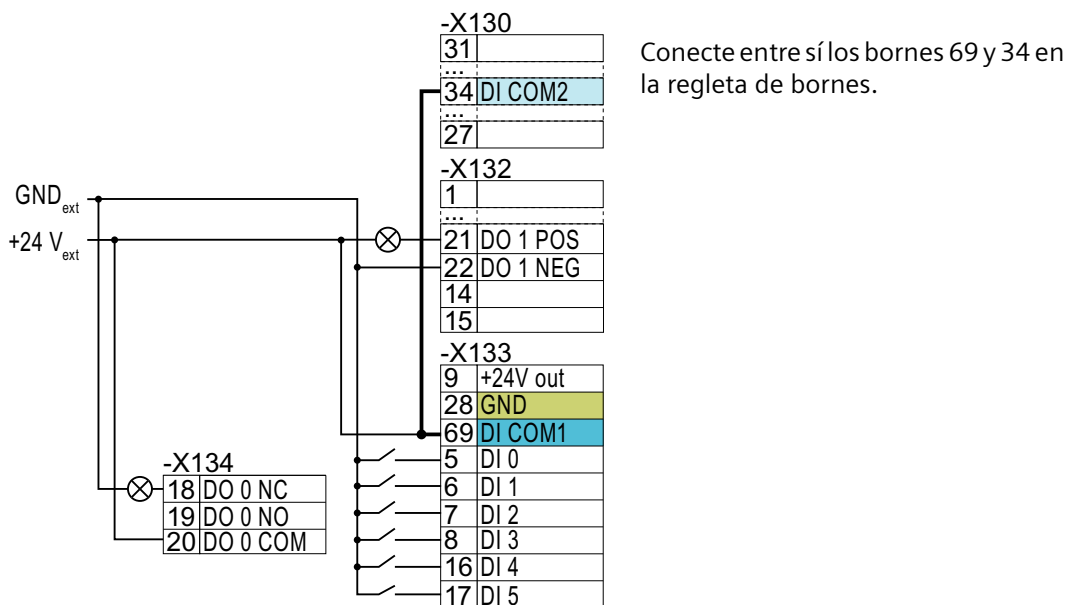 -X130
31
...
34 DI COM2
...
27
Conecte entre sí los bornes 69 y 34 en
la regleta de bornes.
-X132
1
...
21 DO 1 POS
22 DO 1 NEG
14
15
GND ext
+24 V ext
-X133
9 +24V out
28 GND
69 DI COM1
5 DI 0
6 DI 1
7 DI 2
8 DI 3
16 DI 4
17 DI 5
-X134
18 DO 0 NC
19 DO 0 NO
20 DO 0 COM